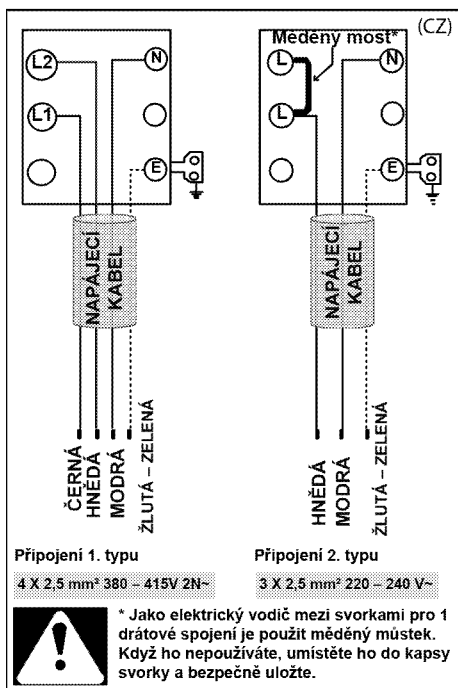 (CZ)
L2
N
L1
E
NAPÁJECÍ
KABEL
ČERNÁ
HNĚDÁ
MODRÁ
ŽLUTÁ – ZELENÁ
Připojení 1. typu
4 X 2,5 mm² 380 – 415V 2N~
Měděny most*
L
N
L
E
NAPÁJECÍ
KABEL
HNĚDÁ
MODRÁ
ŽLUTÁ – ZELENÁ
Připojení 2. typu
3 X 2,5 mm² 220 – 240 V~
* Jako elektrický vodič mezi svorkami pro 1
drátové spojení je použit měděný můstek.
Když ho nepoužíváte, umístěte ho do kapsy
svorky a bezpečně uložte.